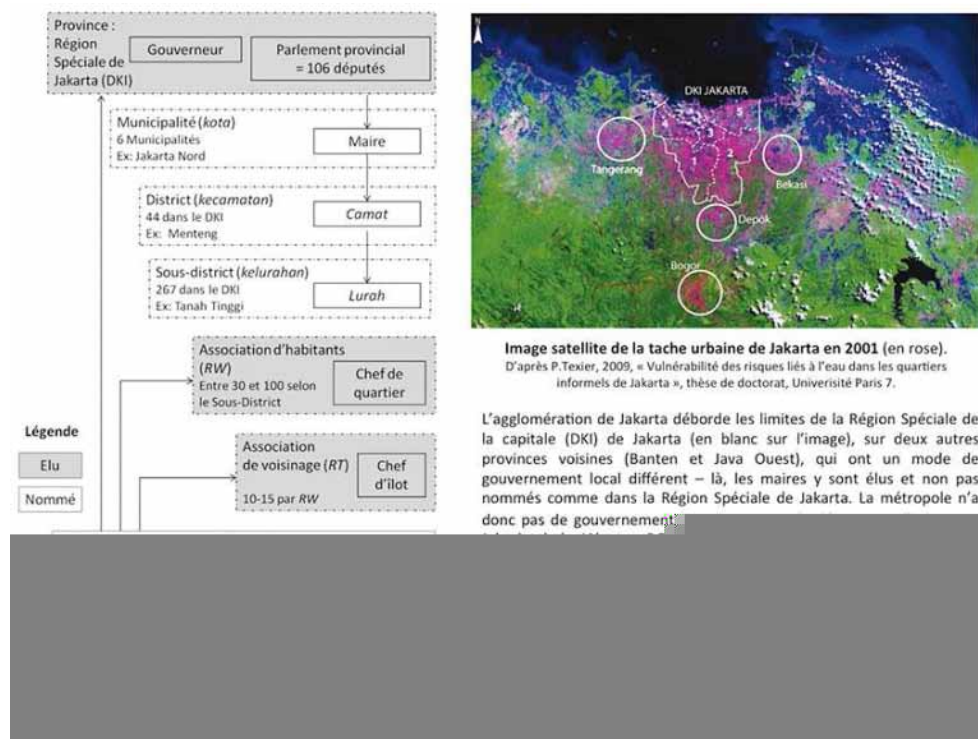 Province :
Région
Spéciale de
Jakarta (DKI)
Gouverneur
Parlement provincial
= 106 députés
Municipalité (kota)
6 Municipalités
Ex: Jakarta Nord
Maire
District (kecamatan)
44 dans le DKI
Ex: Menteng
Camat
Sous-district (kelurahan)
267 dans le DKI
Ex: Tanah Tinggi
Lurah
Association d'habitants
(RW)
Entre 30 et 100 selon
le Sous-District
Chef de
quartier
Association
de voisinage (RT)
10-15 par RW
Chef
d'îlot
Légende
Elu
Nommé
N
DKI JAKARTA
4
5
3
1
2
Tangerang
Bekasi
Depok
Bogor
Image satellite de la tache urbaine de Jakarta en 2001 (en rose).
D'après P.Texier, 2009, « Vulnérabilité des risques liés à l'eau dans les quartiers
informels de Jakarta », thèse de doctorat, Univerisité Paris 7.
L'agglomération de Jakarta déborde les limites de la Région Spéciale de
la capitale (DKI) de Jakarta (en blanc sur l'image), sur deux autres
provinces voisines (Banten et Java Ouest), qui ont un mode de
gouvernement local différent – là, les maires y sont élus et non pas
nommés comme dans la Région Spéciale de Jakarta. La métropole n'a
donc pas de gouvernement